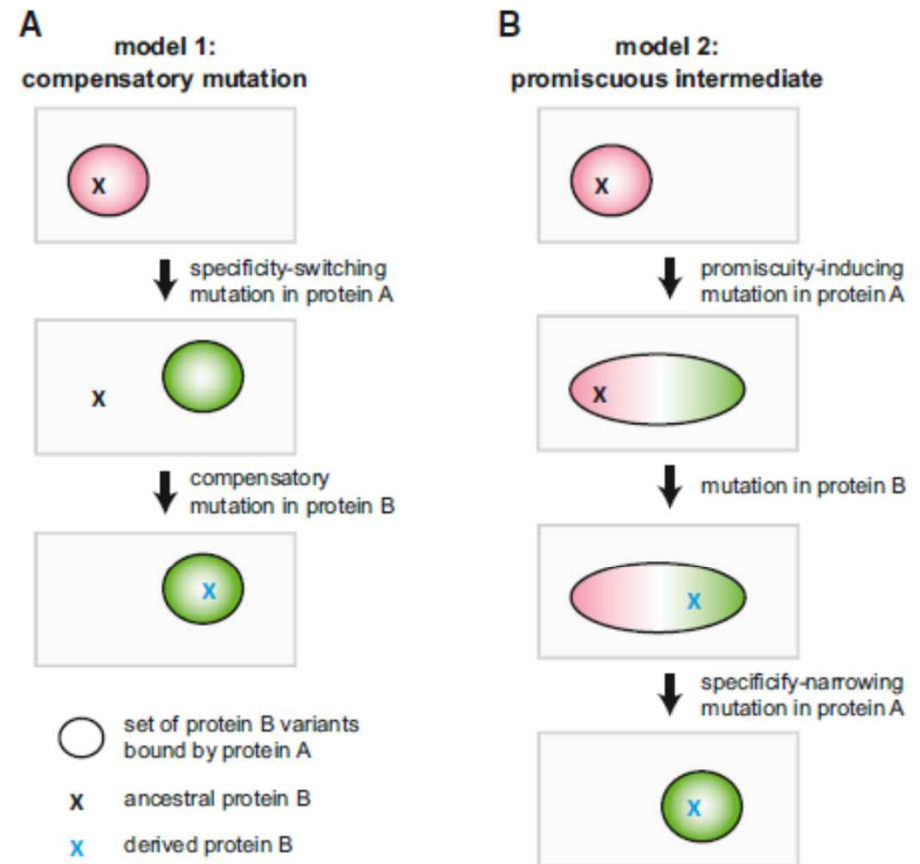 A
model 1:
compensatory mutation
x
specificity-switching
mutation in protein A
x
compensatory
mutation in protein B
x
set of protein B variants
bound by protein A
x ancestral protein B
x derived protein B
B
model 2:
promiscuous intermediate
x
promiscuity-inducing
mutation in protein A
x
mutation in protein B
x
specificify-narrowing
mutation in protein A
x